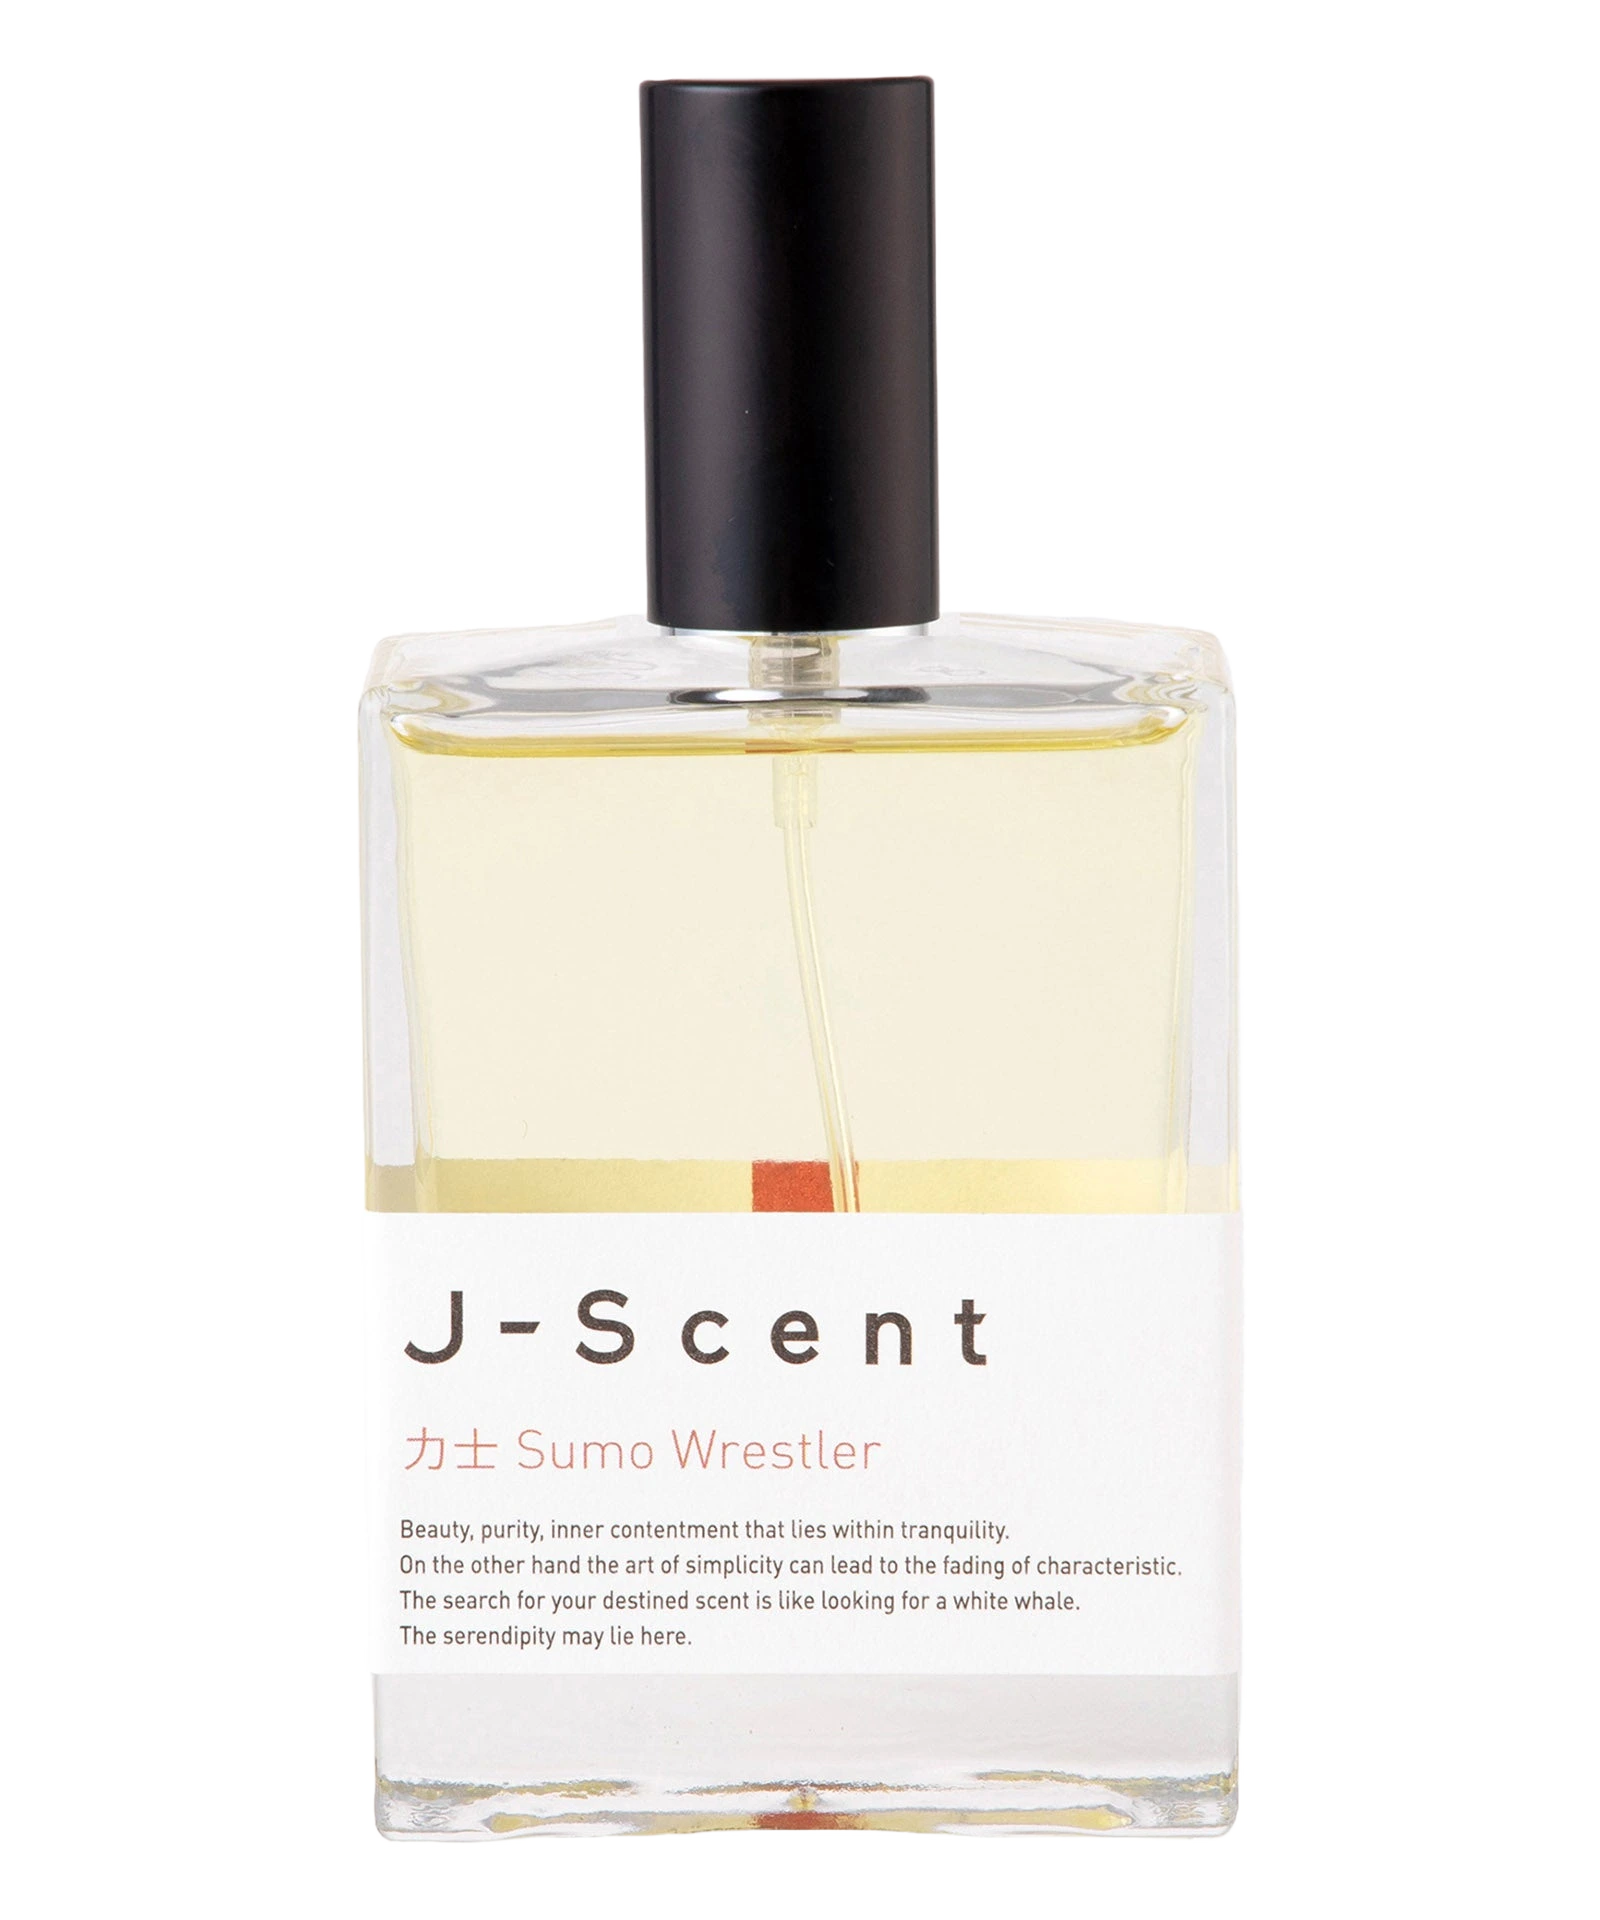 J-Scent
力士 Sumo Wrestler
Beauty, purity, inner contentment that lies within tranquility.
On the other hand the art of simplicity can lead to the fading of characteristic.
The search for your destined scent is like looking for a white whale.
The serendipity may lie here.